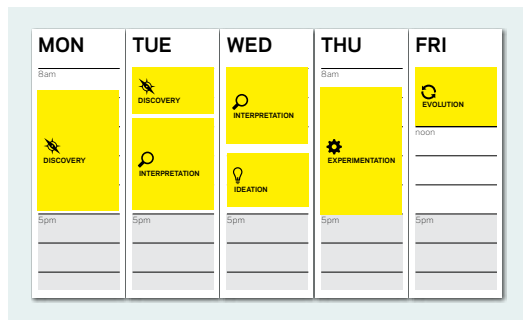 MON
TUE
WED
THU
FRI
8am
DISCOVERY
5pm
DISCOVERY
INTERPRETATION
5pm
INTERPRETATION
IDEATION
5pm
8am
EXPERIMENTATION
5pm
EVOLUTION
noon
5pm